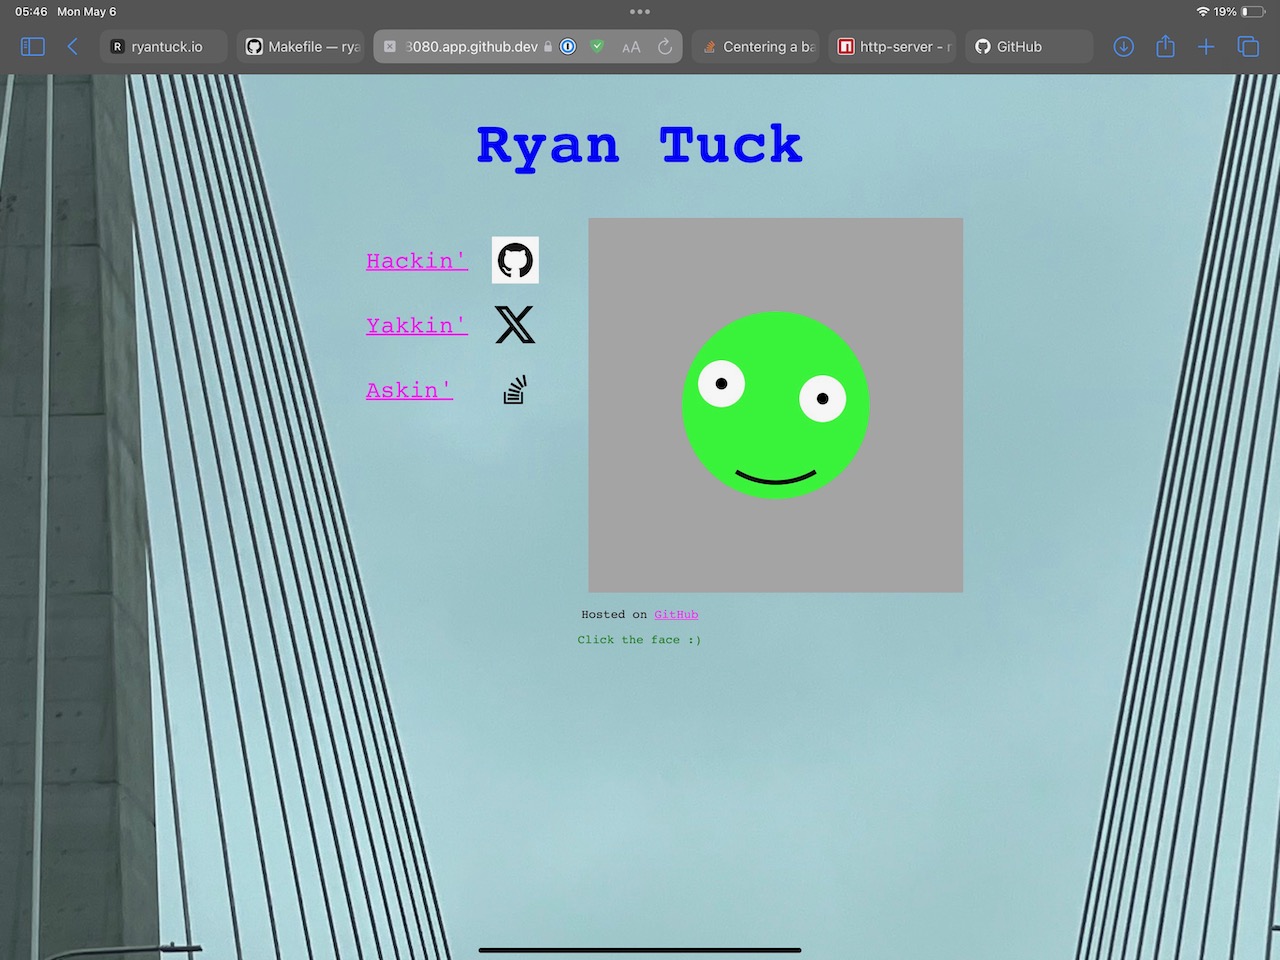 05:46 Mon May 6
19%
R ryantuck.io
Makefile — rya
3080.app.github.dev
AA
Centering a ba
http-server - n
GitHub
Ryan Tuck
Hackin'
Yakkin'
Askin'
Hosted on GitHub
Click the face :)